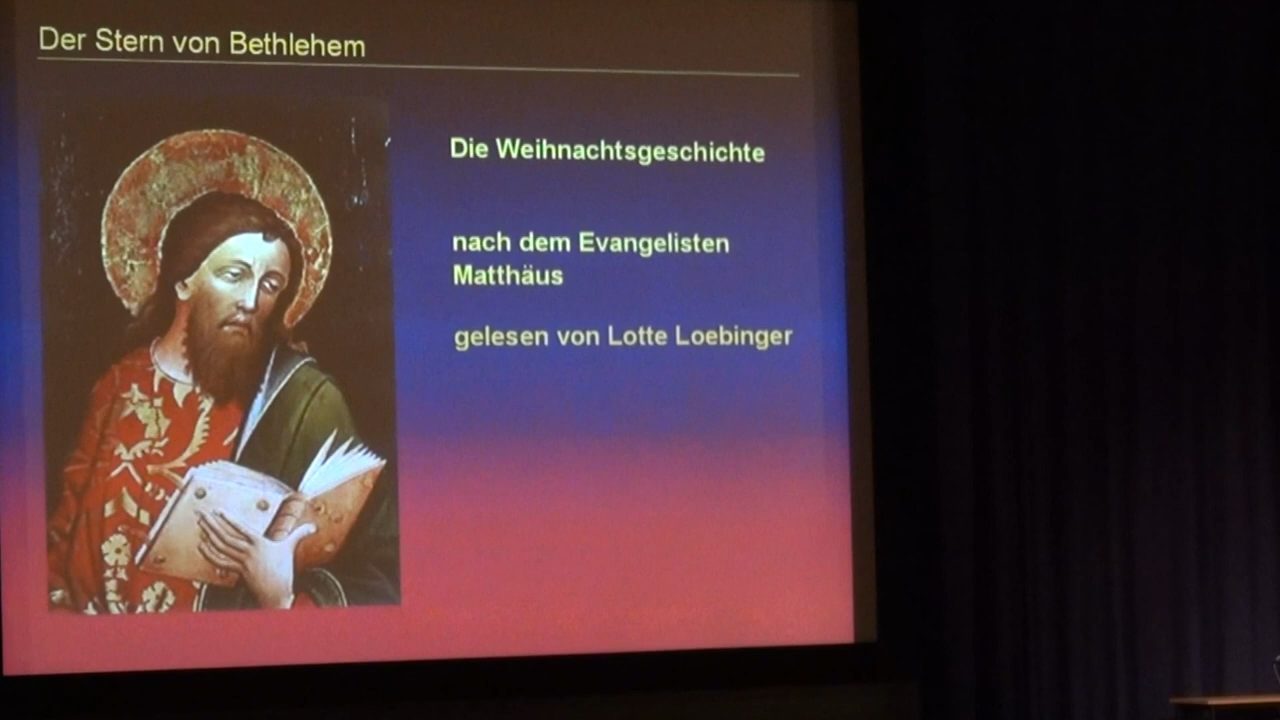 Der Stern von Bethlehem
Die Weihnachtsgeschichte
nach dem Evangelisten
Matthäus
gelesen von Lotte Loebinger